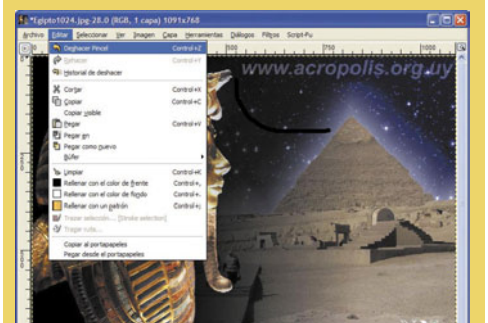 *Egipto1024.jpg-28.0 (RGB, 1 capa) 1091x768
Archivo Editar Seleccionar Ver Imagen Capa Herramientas Diálogos Filtros Script-Fu
Deshacer Pincel Control+Z
Rehacer Control+Y
Historial de deshacer
Cortar Control+X
Copiar Control+C
Copiar visible
Pegar Control+V
Pegar en
Pegar como nuevo
Búfer
Limpiar Control+K
Rellenar con el color de frente Control+,
Rellenar con el color de fondo Control+.
Rellenar con un patrón Control+;
Trazar selección... [Stroke selection]
Trazar ruta...
Copiar al portapapeles
Pegar desde el portapapeles
500 750 1000
www.acropolis.org.uy